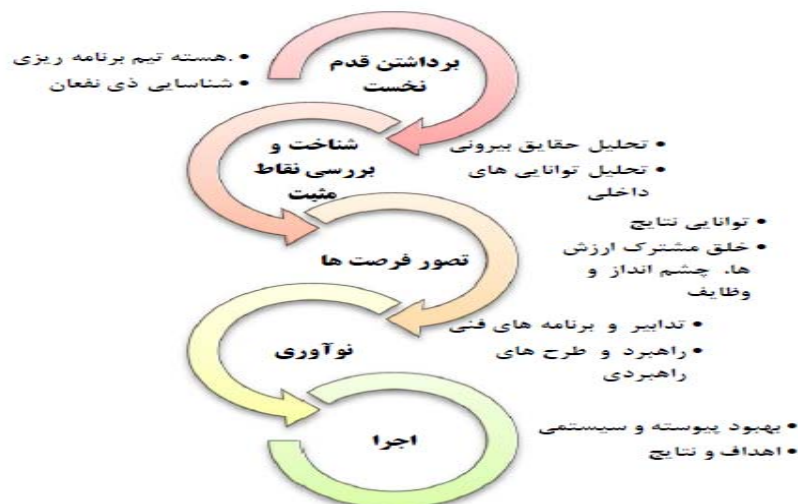 برداشتن قدم
نخست
•.هسته تیم برنامه ریزی
• شناسایی ذی نفعان
شناخت و
بررسی نقاط
مثبت
• تحلیل حقایق بیرونی
• تحلیل توانایی های
داخلی
تصور فرصت ها
• توانایی نتایج
• خلق مشترک ارزش
ها، چشم انداز و
وظایف
نوآوری
• تدابیر و برنامه های فنی
• راهبرد و طرح های
راهبردی
اجرا
• بهبود پیوسته و سیستمی
• اهداف و نتایج